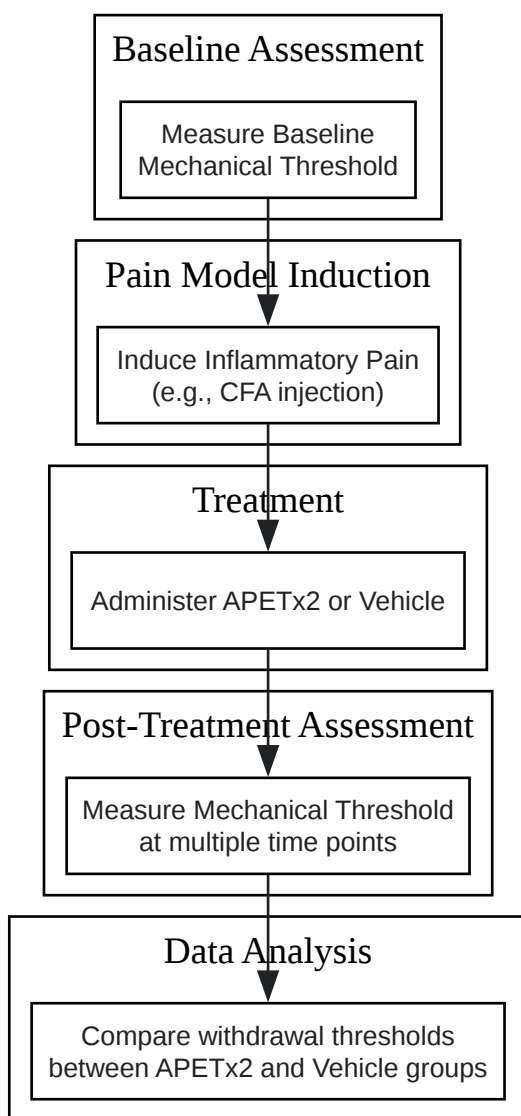 Baseline Assessment
Measure Baseline
Mechanical Threshold
Pain Model Induction
Induce Inflammatory Pain
(e.g., CFA injection)
Treatment
Administer APETx2 or Vehicle
Post-Treatment Assessment
Measure Mechanical Threshold
at multiple time points
Data Analysis
Compare withdrawal thresholds
between APETx2 and Vehicle groups